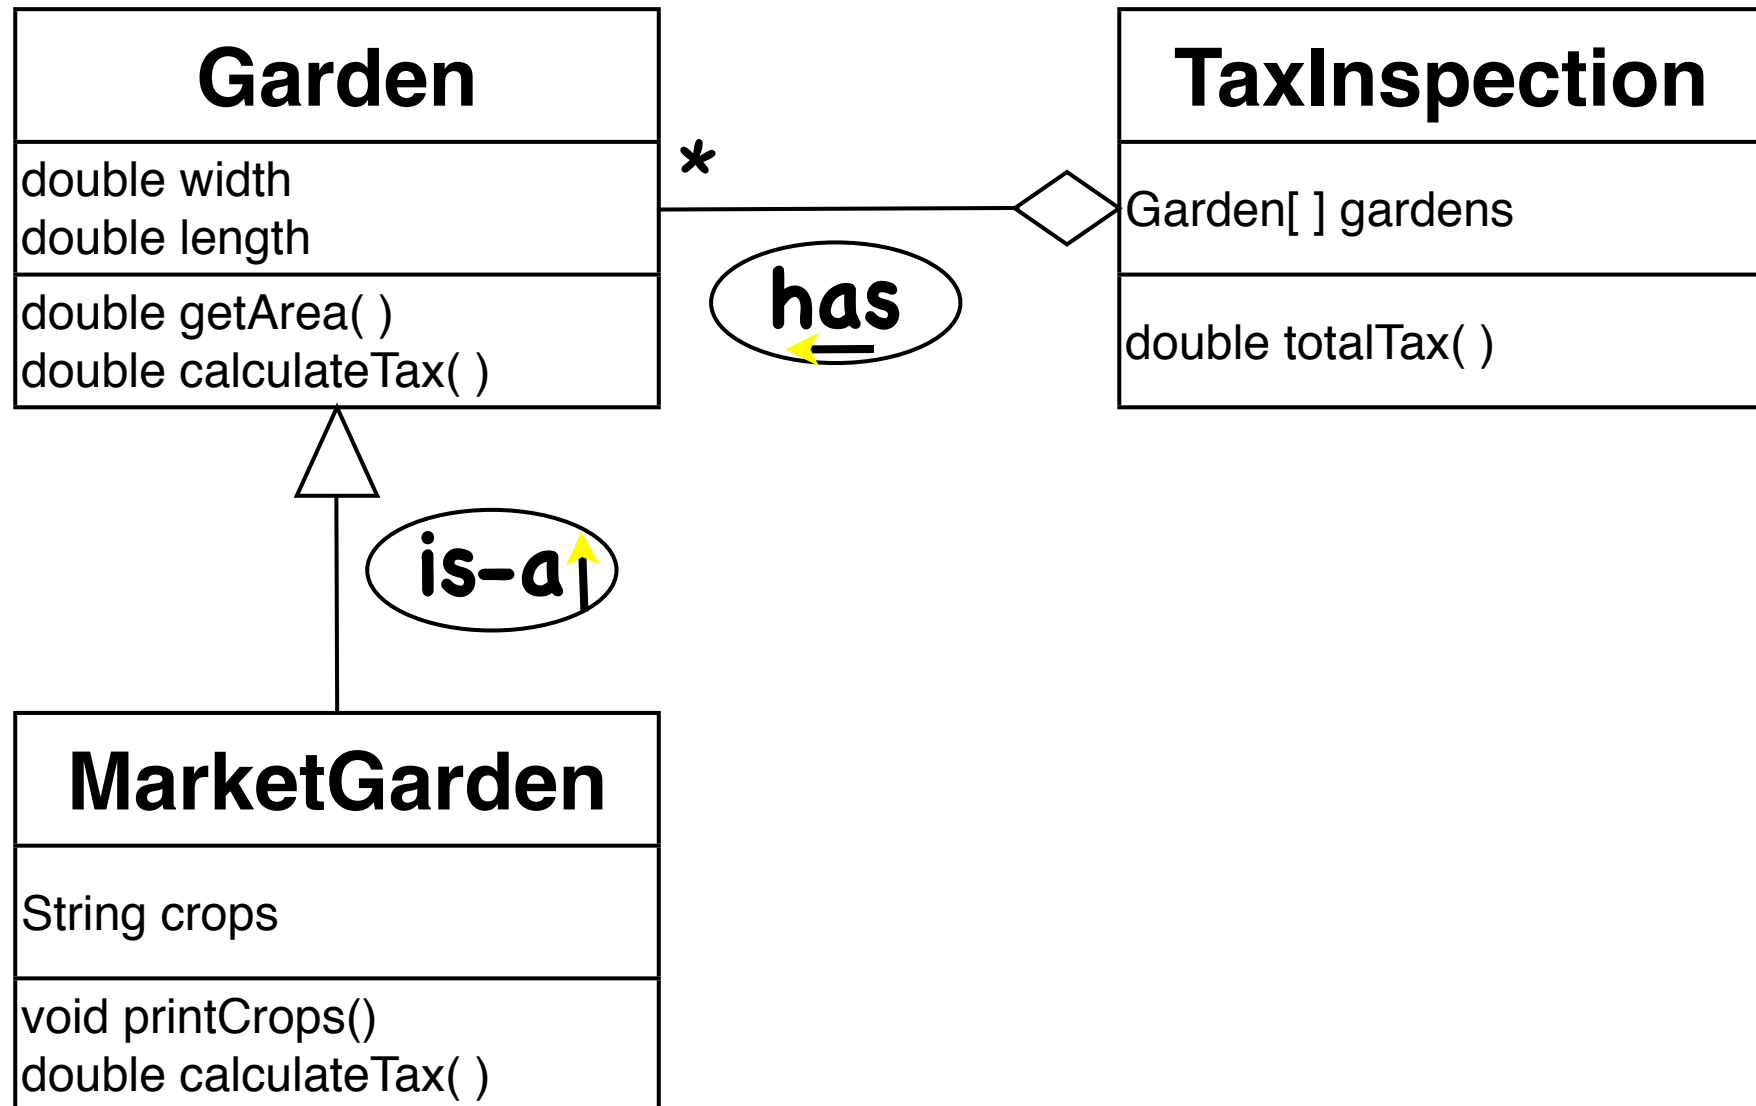 Garden
double width
double length
double getArea( )
double calculateTax( )
*
has
TaxInspection
Garden[ ] gardens
double totalTax( )
is-a
MarketGarden
String crops
void printCrops()
double calculateTax( )